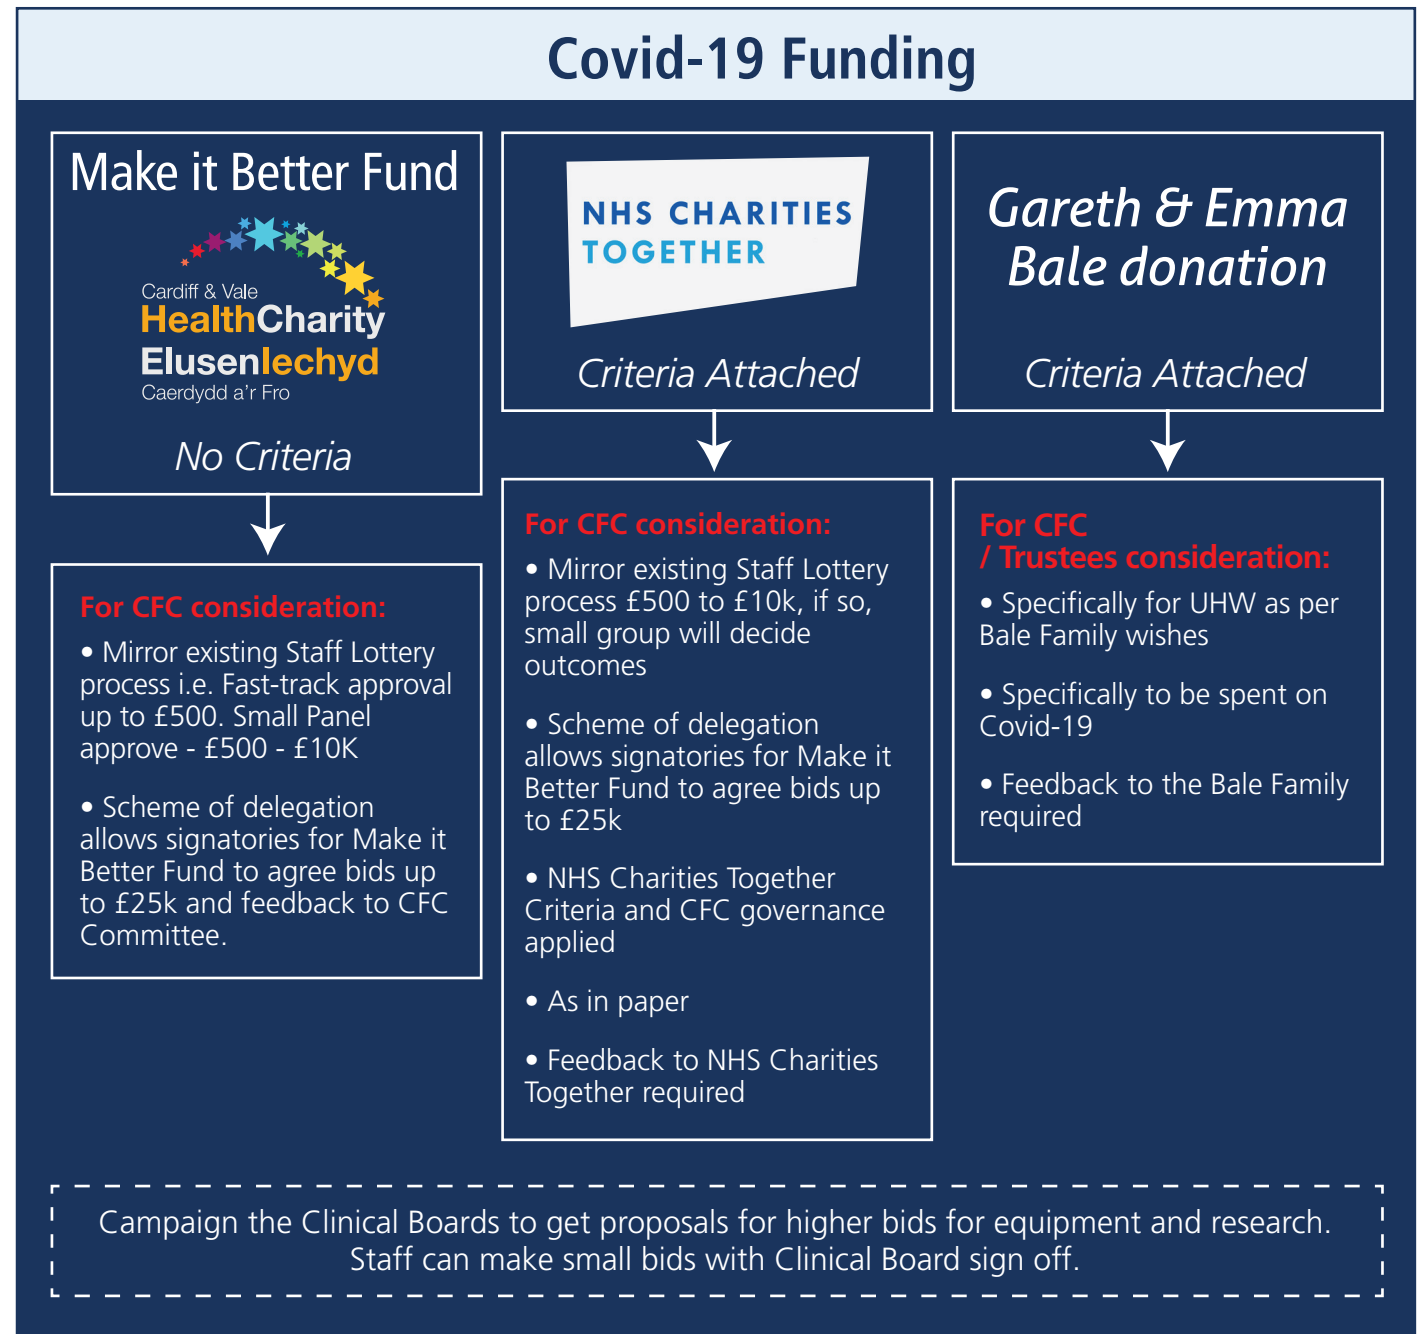 Covid-19 Funding
Make it Better Fund
Cardiff & Vale
HealthCharity
ElusenIechyd
Caerdydd a'r Fro
No Criteria
For CFC consideration:
• Mirror existing Staff Lottery
process i.e. Fast-track approval
up to £500. Small Panel
approve - £500 - £10K
• Scheme of delegation
allows signatories for Make it
Better Fund to agree bids up
to £25k and feedback to CFC
Committee.
NHS CHARITIES
TOGETHER
Criteria Attached
For CFC consideration:
• Mirror existing Staff Lottery
process £500 to £10k, if so,
small group will decide
outcomes
• Scheme of delegation
allows signatories for Make it
Better Fund to agree bids up
to £25k
• NHS Charities Together
Criteria and CFC governance
applied
• As in paper
• Feedback to NHS Charities
Together required
Gareth & Emma
Bale donation
Criteria Attached
For CFC
/ Trustees consideration:
• Specifically for UHW as per
Bale Family wishes
• Specifically to be spent on
Covid-19
• Feedback to the Bale Family
required
Campaign the Clinical Boards to get proposals for higher bids for equipment and research.
Staff can make small bids with Clinical Board sign off.